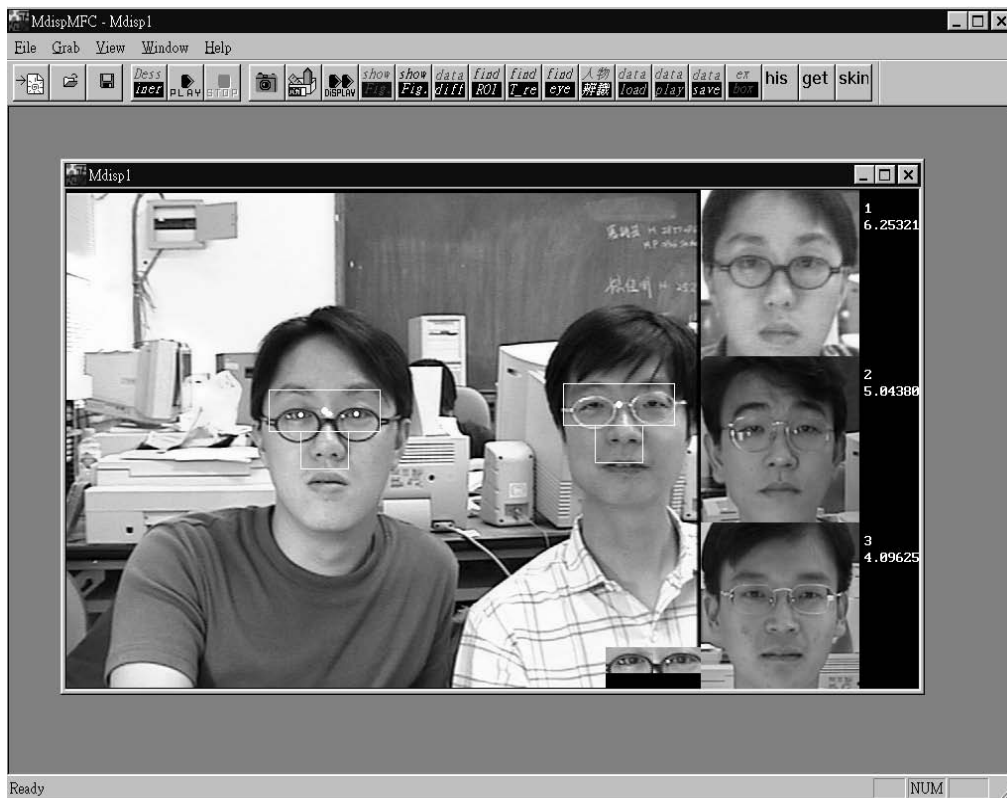 MdispMFC - Mdisp1
File Grab View Window Help
Dess iner PLAY STOP DISPLAY show Fig. show Fig. data diff find ROI find T_re find eye 人物 辨識 data load data play data save ex box his get skin
Mdisp1
1
6.25321
2
5.04380
3
4.09625
Ready NUM